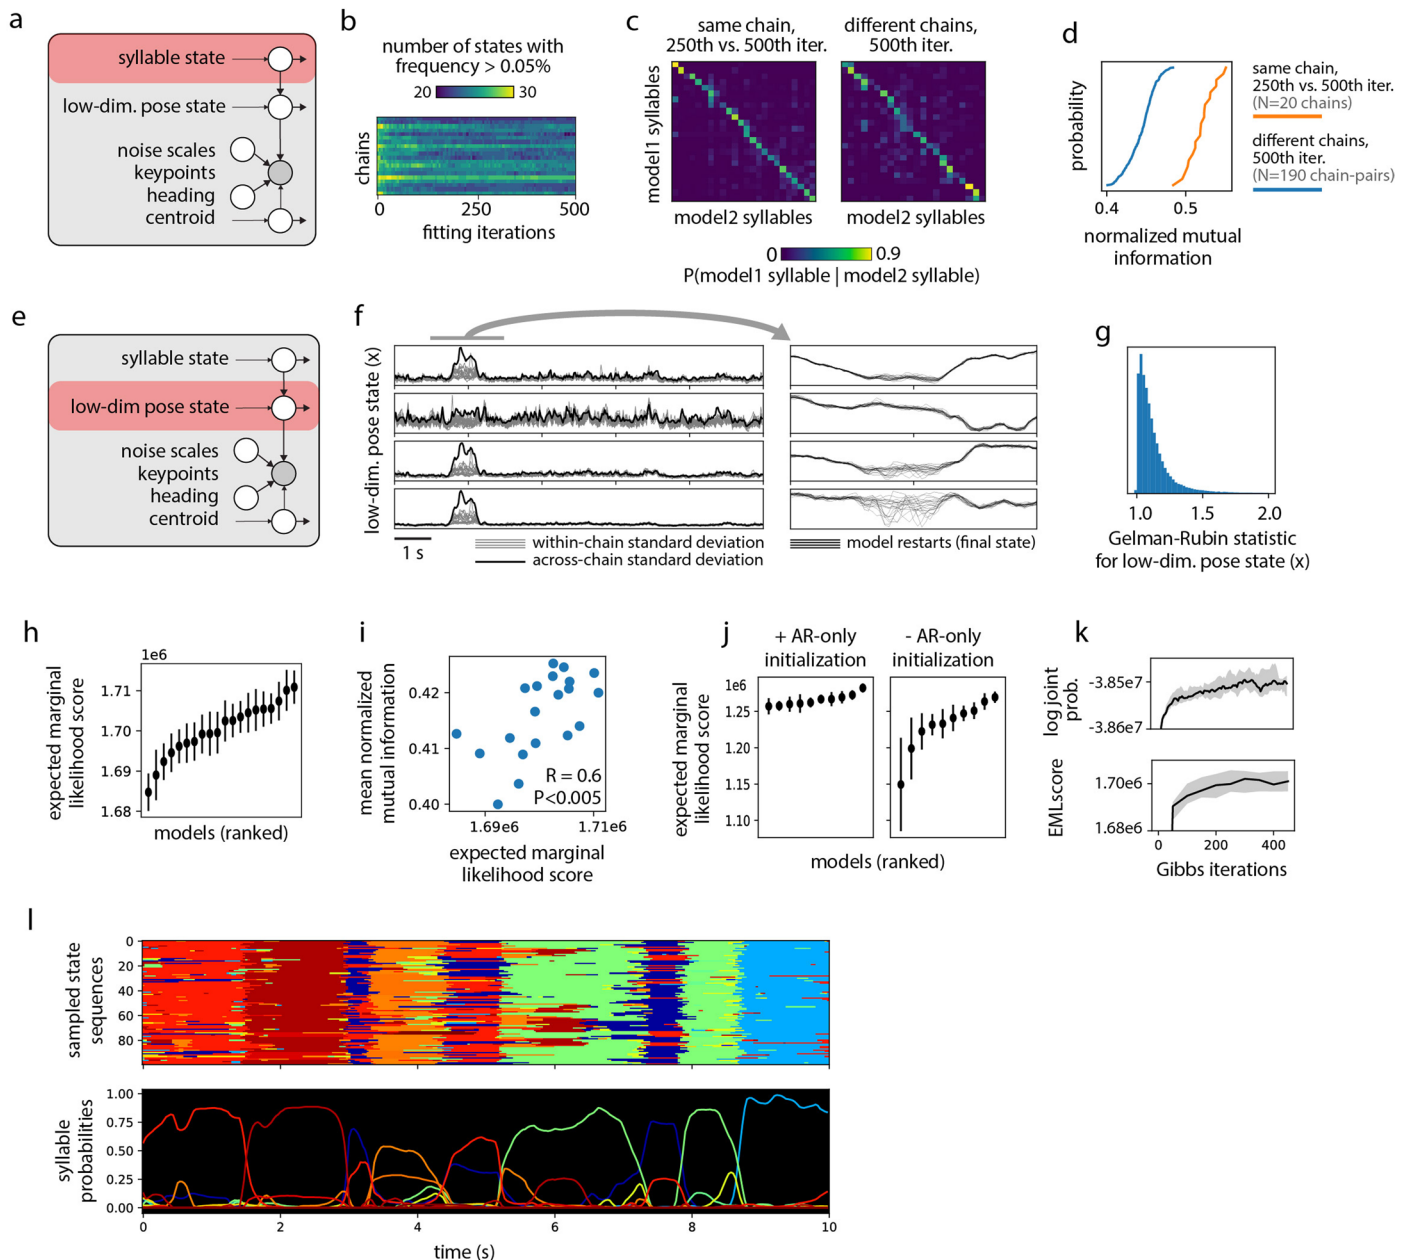 a
syllable state
low-dim. pose state
noise scales
keypoints
heading
centroid
b
number of states with
frequency > 0.05%
20
30
chains
0
250
500
fitting iterations
c
same chain,
250th vs. 500th iter.
different chains,
500th iter.
model1 syllables
model2 syllables
model2 syllables
0
0.9
P(model1 syllable | model2 syllable)
d
probability
0.4
0.5
normalized mutual
information
same chain,
250th vs. 500th iter.
(N=20 chains)
different chains,
500th iter.
(N=190 chain-pairs)
e
syllable state
low-dim pose state
noise scales
keypoints
heading
centroid
f
low-dim. pose state (x)
1 s
within-chain standard deviation
across-chain standard deviation
model restarts (final state)
g
1.0
1.5
2.0
Gelman-Rubin statistic
for low-dim. pose state (x)
h
1e6
expected marginal
likelihood score
1.71
1.70
1.69
1.68
models (ranked)
i
mean normalized
mutual information
0.42
0.41
0.40
R = 0.6
P<0.005
1.69e6
1.71e6
expected marginal
likelihood score
j
+ AR-only
initialization
- AR-only
initialization
1e6
expected marginal
likelihood score
1.25
1.20
1.15
1.10
models (ranked)
k
log joint
prob.
-3.85e7
-3.86e7
EMLscore
1.70e6
1.68e6
0
200
400
Gibbs iterations
l
sampled state
sequences
0
20
40
60
80
syllable
probabilities
1.00
0.75
0.50
0.25
0.00
0
2
4
6
8
10
time (s)